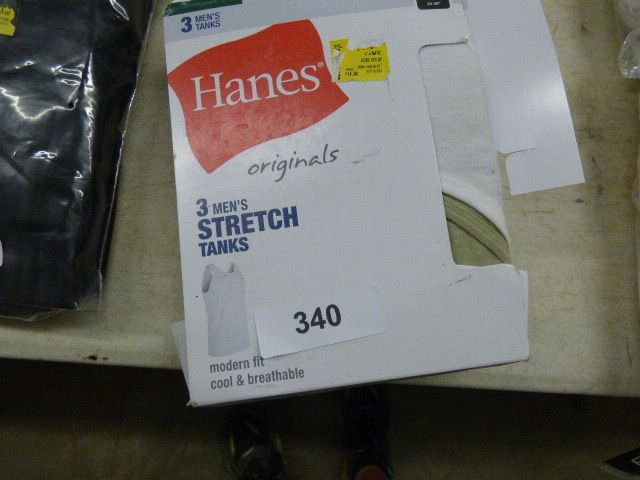 3 MEN'S
TANKS
Hanes®
originals
3 MEN'S
STRETCH
TANKS
340
modern fit
cool & breathable